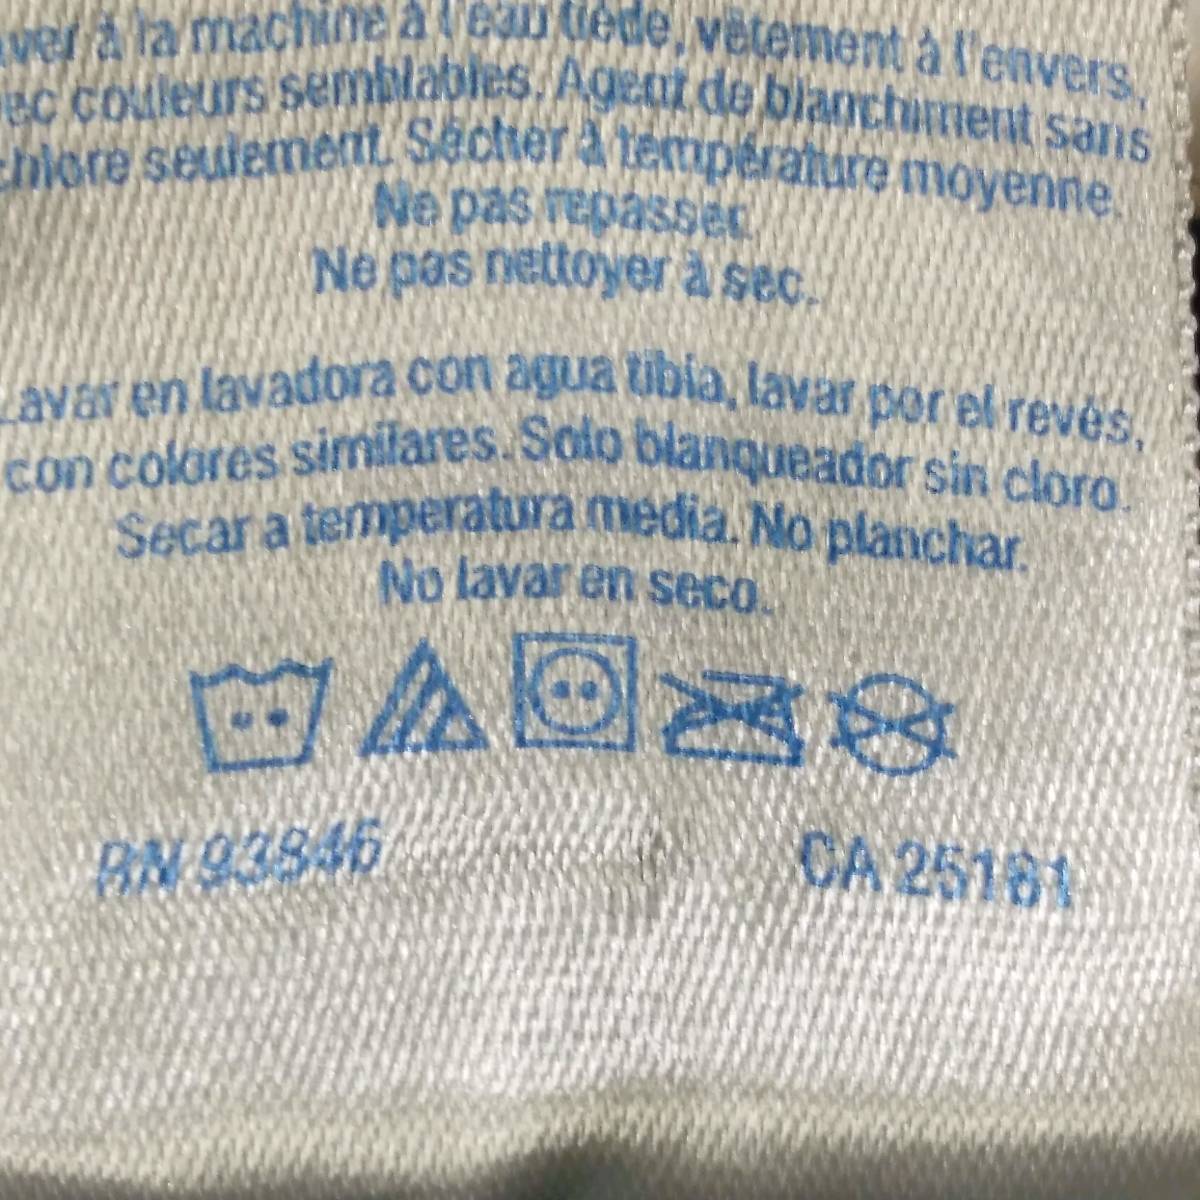 à la machine à l'eau tiède, vêtement à l'envers,
couleurs semblables. Agent de blanchiment sans
chlore seulement. Sécher à température moyenne.
Ne pas repasser.
Ne pas nettoyer à sec.
Lavar en lavadora con agua tibia, lavar por el revés,
con colores similares. Solo blanqueador sin cloro.
Secar a temperatura media. No planchar.
No lavar en seco.
RN 93846 CA 25181